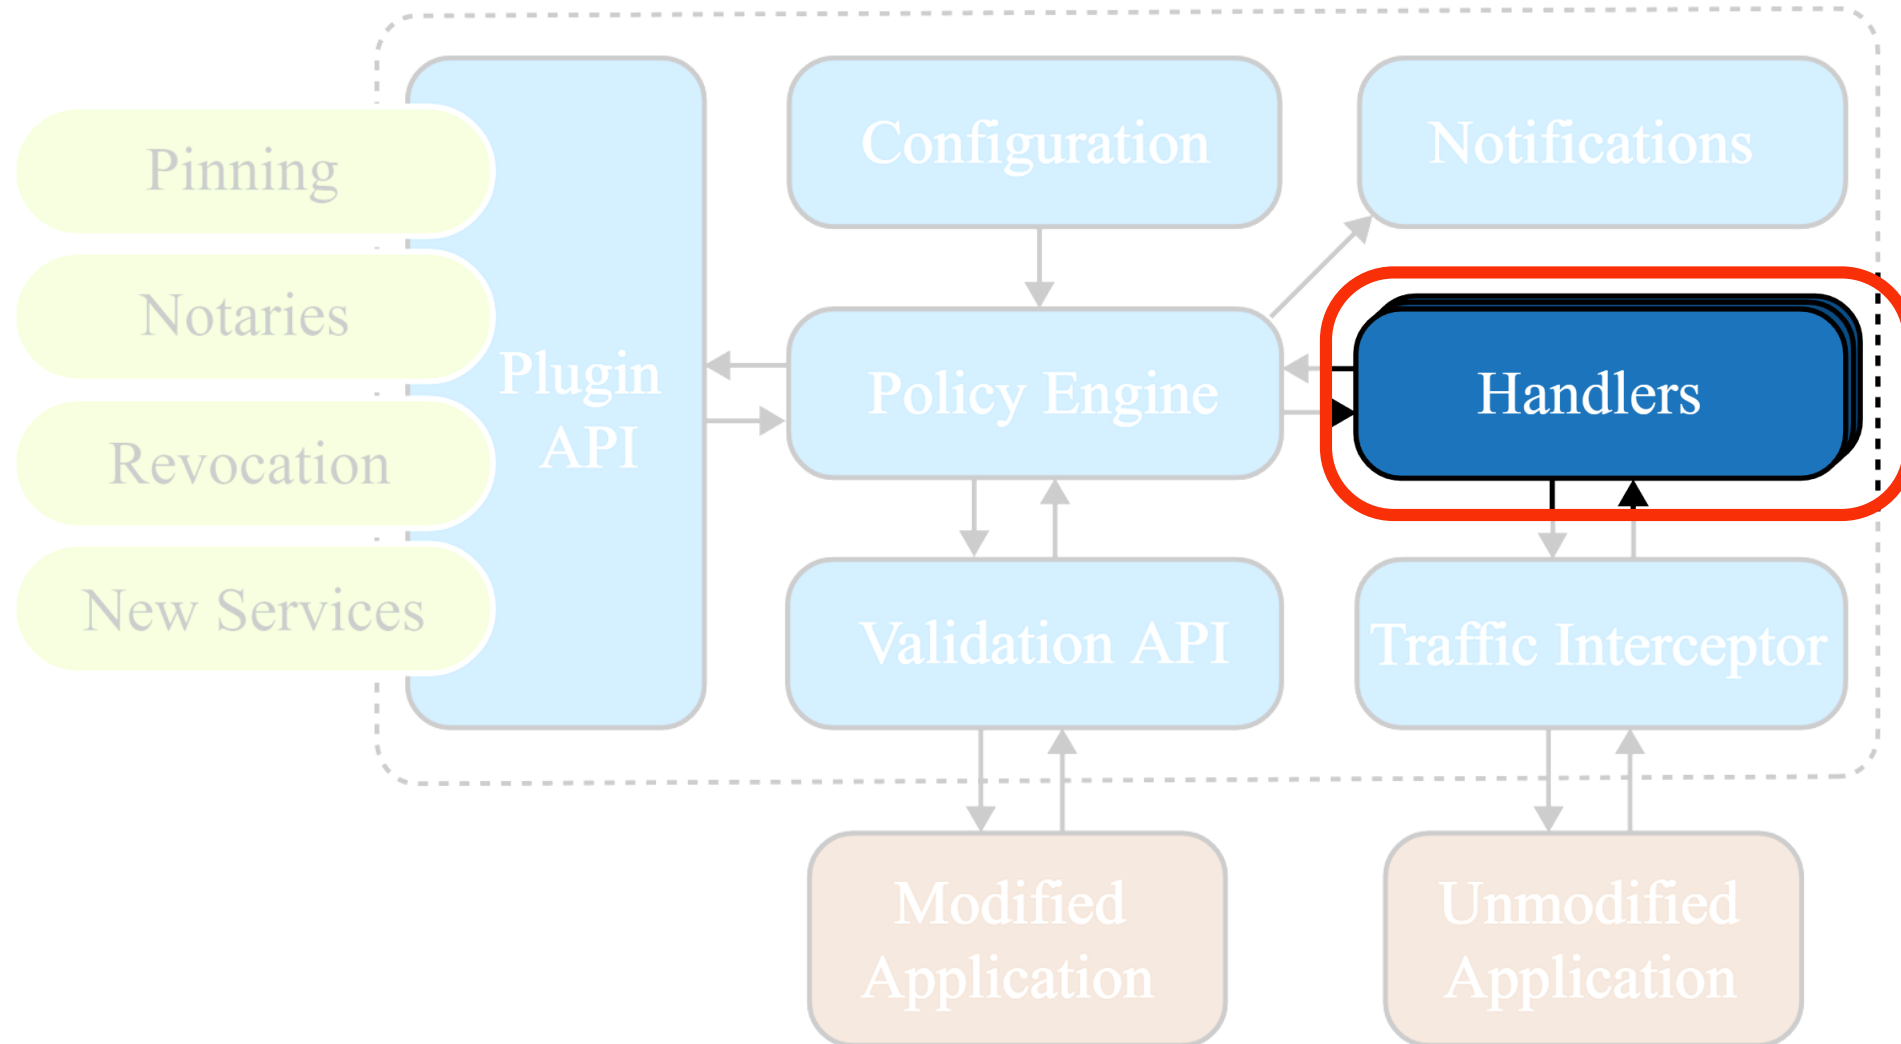 Pinning
Notaries
Revocation
New Services
Plugin
API
Configuration
Notifications
Policy Engine
Handlers
Validation API
Traffic Interceptor
Modified
Application
Unmodified
Application